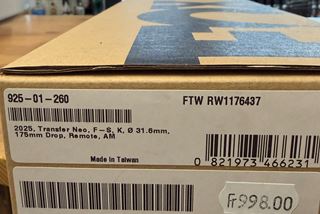 925-01-260
FTW RW1176437
2025, Transfer Neo, F-S, K, Ø 31.6mm,
175mm Drop, Remote, AM
Made in Taiwan
0 821973 466231
Fr998.00